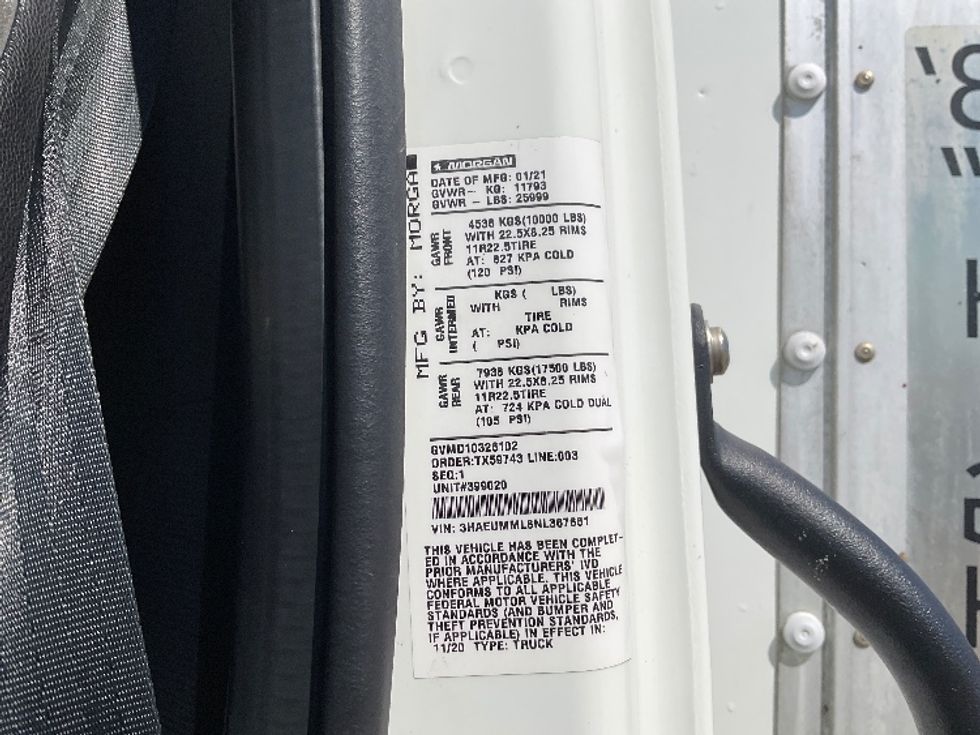 MORGAN
DATE OF MFG: 01/21
GVWR – KG: 11793
GVWR – LBS: 25999
MFG BY: MORGA
GAWR FRONT
4536 KGS(10000 LBS)
WITH 22.5X8.25 RIMS
11R22.5TIRE
AT: 827 KPA COLD
(120 PSI)
GAWR INTERMED
KGS ( LBS)
WITH RIMS
TIRE
AT: KPA COLD
( PSI)
GAWR REAR
7938 KGS(17500 LBS)
WITH 22.5X8.25 RIMS
11R22.5TIRE
AT: 724 KPA COLD DUAL
(105 PSI)
GVMD10326102
ORDER:TX59743 LINE:003
SEQ:1
UNIT#399020
VIN:
THIS VEHICLE HAS BEEN COMPLET-
ED IN ACCORDANCE WITH THE
PRIOR MANUFACTURERS' IVD
WHERE APPLICABLE. THIS VEHICLE
CONFORMS TO ALL APPLICABLE
FEDERAL MOTOR VEHICLE SAFETY
STANDARDS (AND BUMPER AND
THEFT PREVENTION STANDARDS,
IF APPLICABLE) IN EFFECT IN:
11/20 TYPE: TRUCK